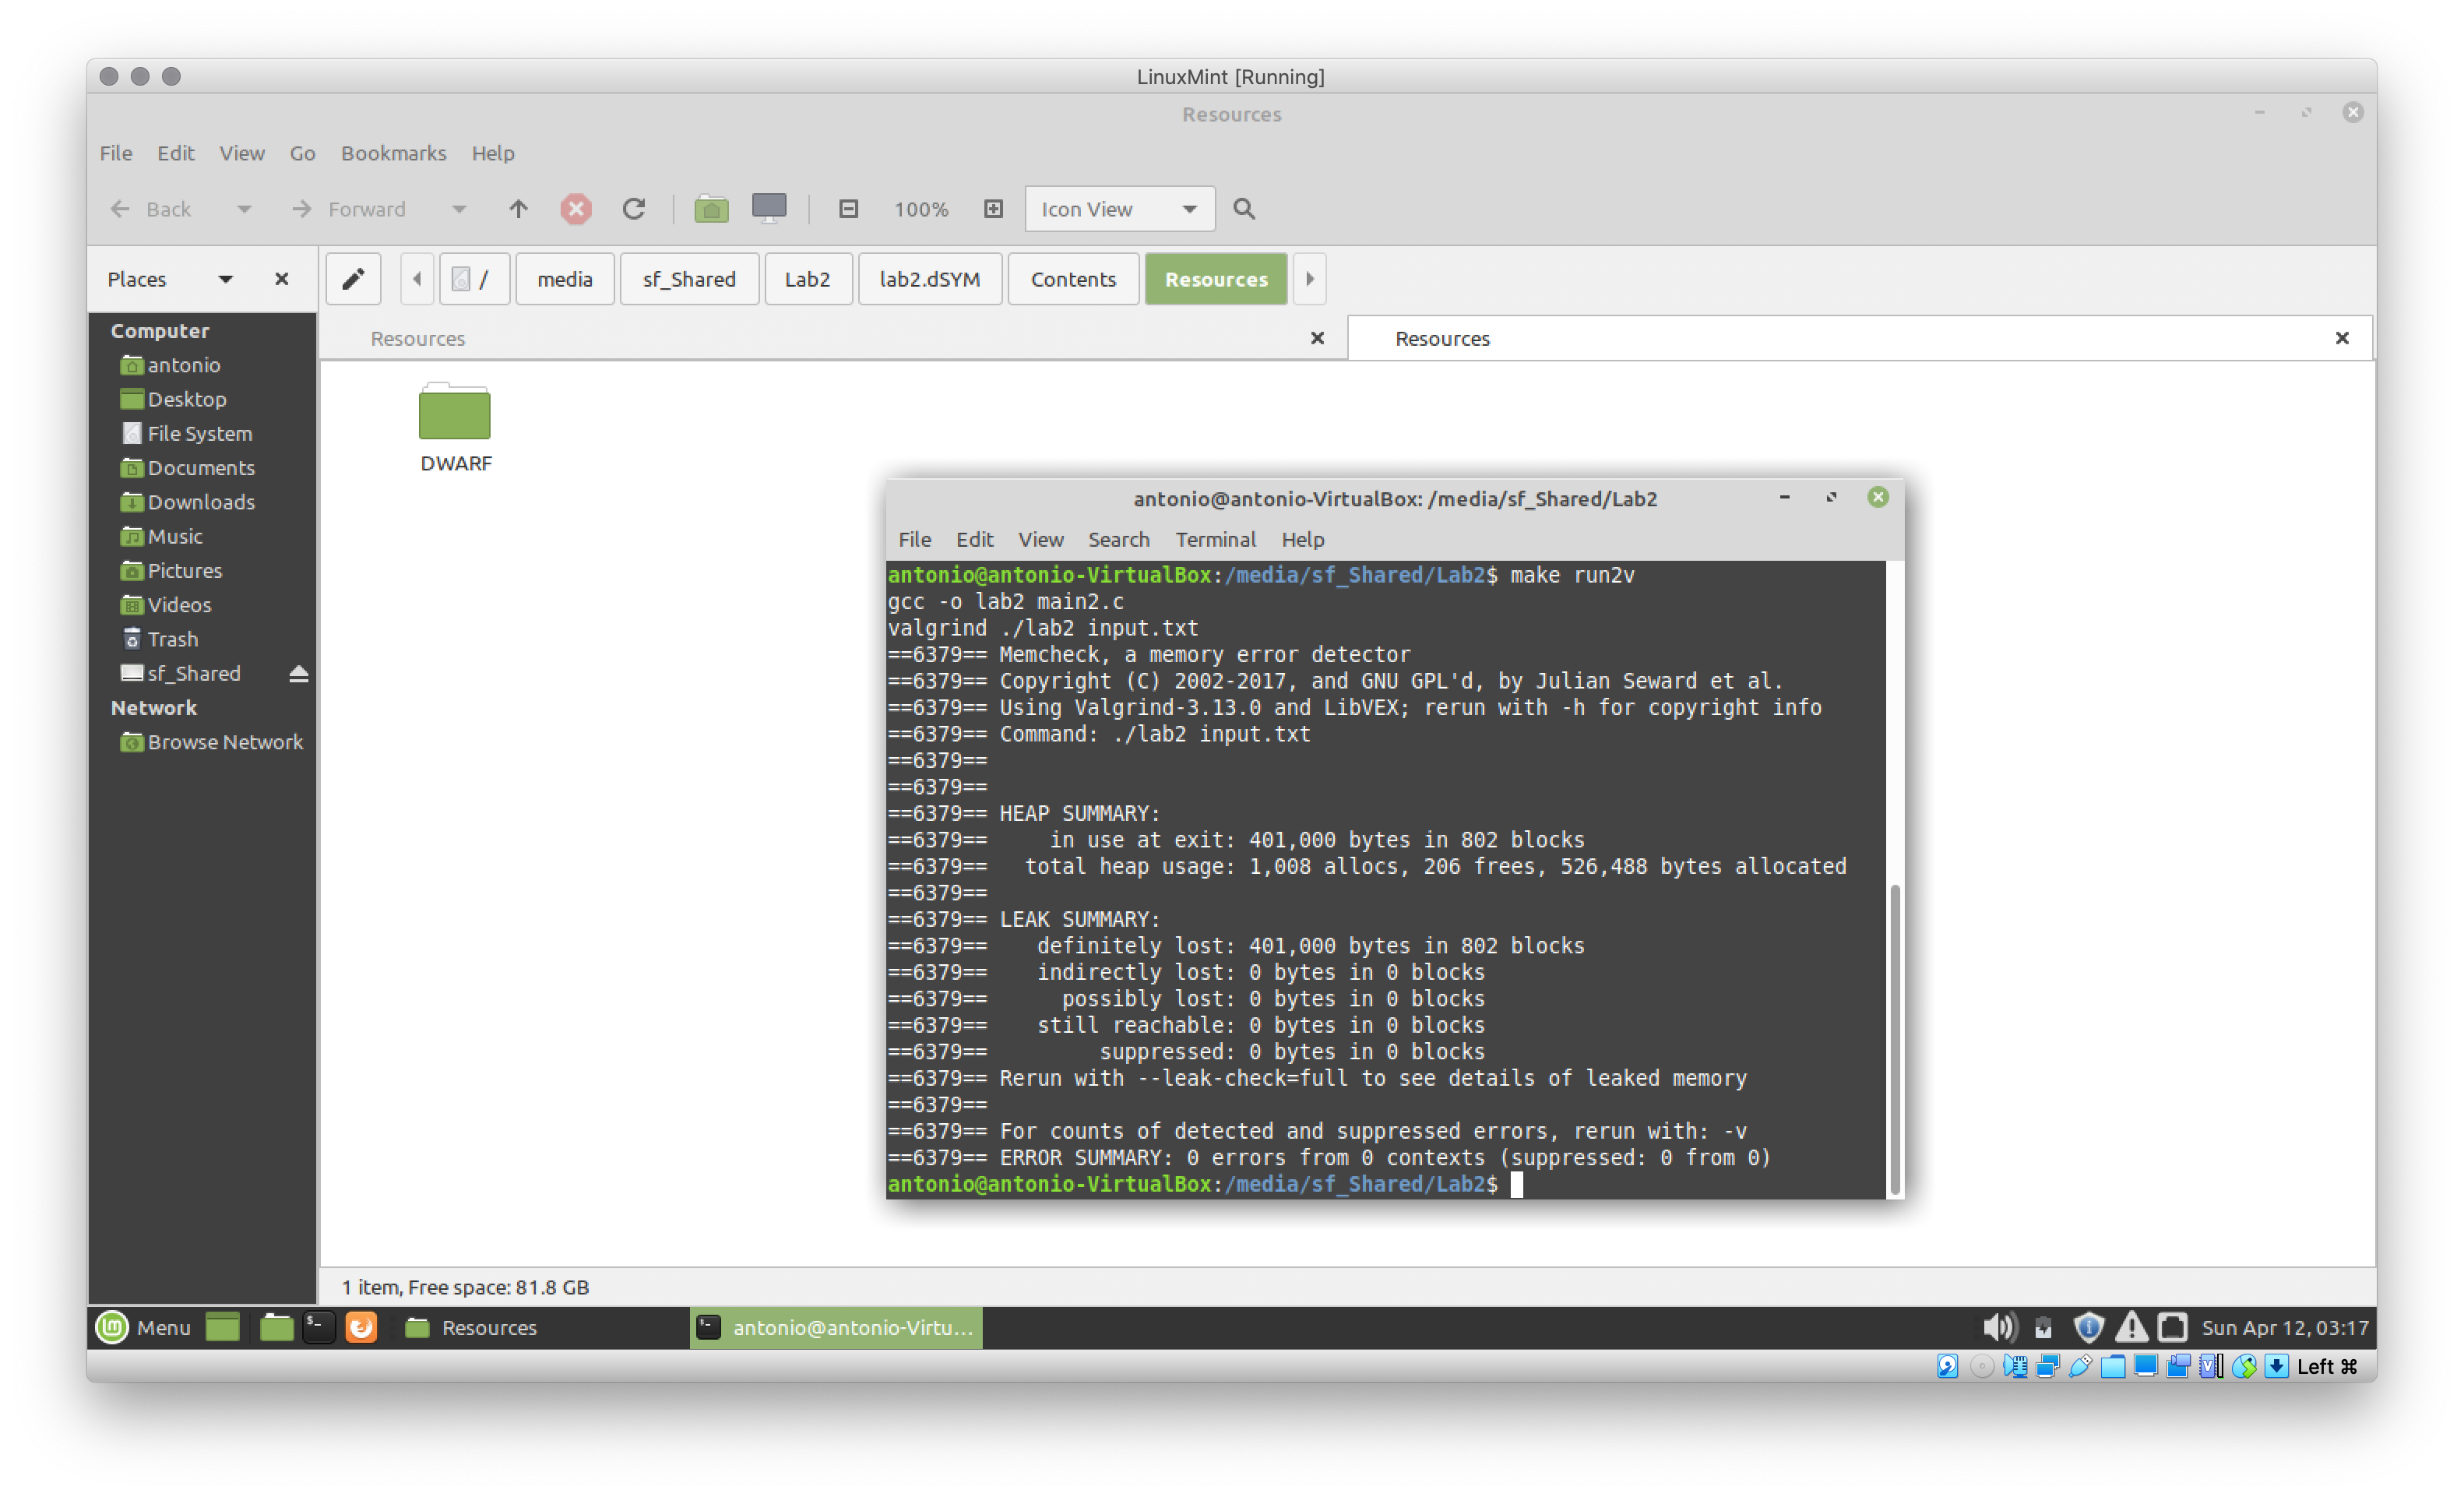 LinuxMint [Running]
Resources
File Edit View Go Bookmarks Help
Back Forward 100% Icon View
Places / media sf_Shared Lab2 lab2.dSYM Contents Resources
Resources Resources
Computer
antonio
Desktop
File System
Documents
Downloads
Music
Pictures
Videos
Trash
sf_Shared
Network
Browse Network
DWARF
antonio@antonio-VirtualBox: /media/sf_Shared/Lab2
File Edit View Search Terminal Help
antonio@antonio-VirtualBox:/media/sf_Shared/Lab2$ make run2v
gcc -o lab2 main2.c
valgrind ./lab2 input.txt
==6379== Memcheck, a memory error detector
==6379== Copyright (C) 2002-2017, and GNU GPL'd, by Julian Seward et al.
==6379== Using Valgrind-3.13.0 and LibVEX; rerun with -h for copyright info
==6379== Command: ./lab2 input.txt
==6379==
==6379==
==6379== HEAP SUMMARY:
==6379==     in use at exit: 401,000 bytes in 802 blocks
==6379==   total heap usage: 1,008 allocs, 206 frees, 526,488 bytes allocated
==6379==
==6379== LEAK SUMMARY:
==6379==    definitely lost: 401,000 bytes in 802 blocks
==6379==    indirectly lost: 0 bytes in 0 blocks
==6379==      possibly lost: 0 bytes in 0 blocks
==6379==    still reachable: 0 bytes in 0 blocks
==6379==         suppressed: 0 bytes in 0 blocks
==6379== Rerun with --leak-check=full to see details of leaked memory
==6379==
==6379== For counts of detected and suppressed errors, rerun with: -v
==6379== ERROR SUMMARY: 0 errors from 0 contexts (suppressed: 0 from 0)
antonio@antonio-VirtualBox:/media/sf_Shared/Lab2$
1 item, Free space: 81.8 GB
Menu Resources antonio@antonio-Virtu... Sun Apr 12, 03:17
Left ⌘